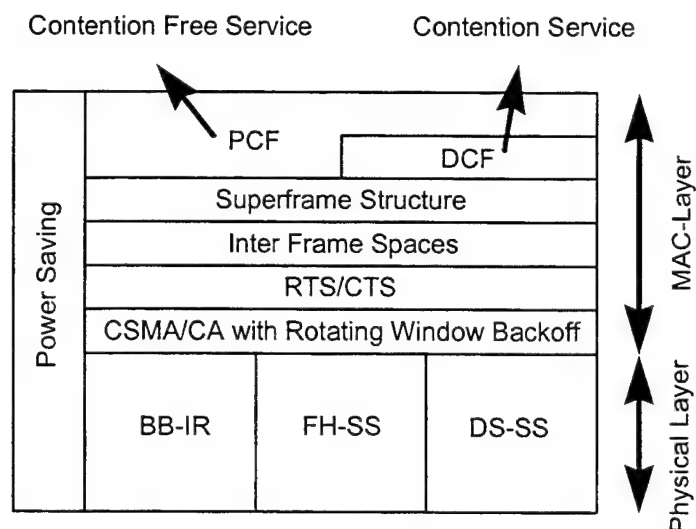 Contention Free Service
Contention Service
PCF
DCF
Superframe Structure
Inter Frame Spaces
RTS/CTS
CSMA/CA with Rotating Window Backoff
BB-IR
FH-SS
DS-SS
Power Saving
MAC-Layer
Physical Layer